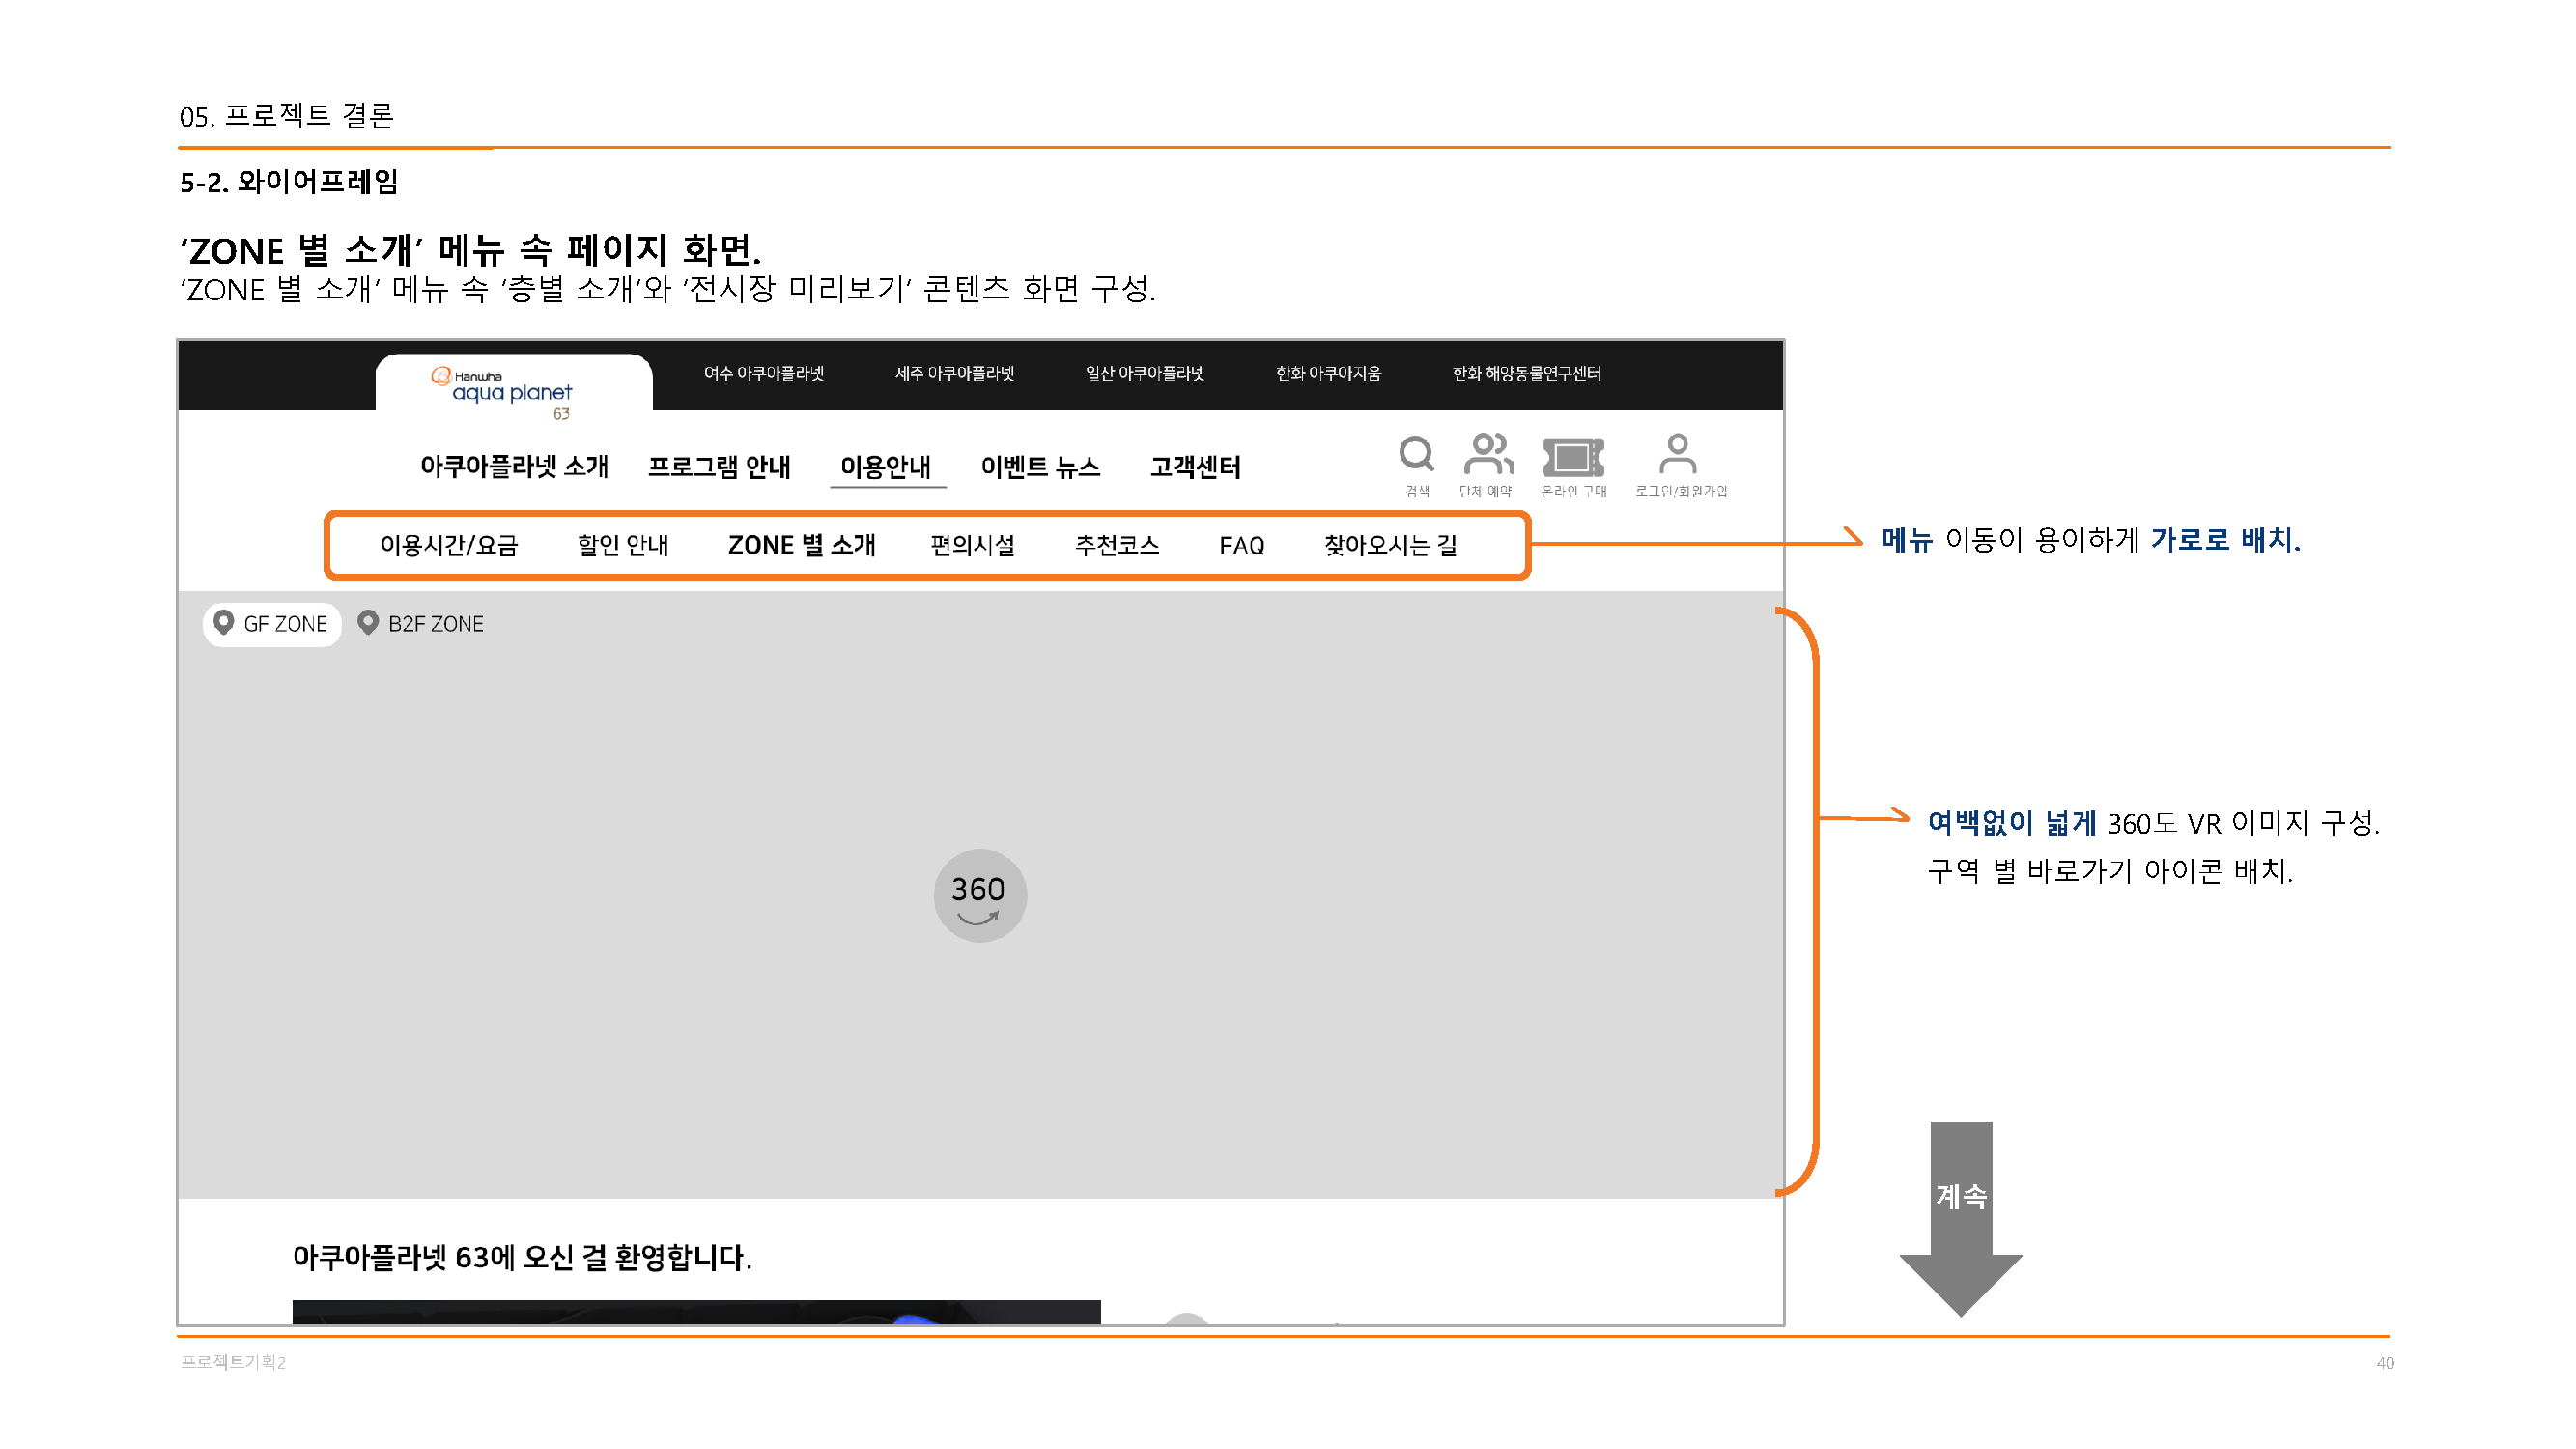 05. 프로젝트 결론
5-2. 와이어프레임
‘ZONE 별 소개’ 메뉴 속 페이지 화면.
‘ZONE 별 소개’ 메뉴 속 ‘층별 소개’와 ‘전시장 미리보기’ 콘텐츠 화면 구성.
Hanwha
aqua planet
63
여수 아쿠아플라넷 세주 아쿠아플라넷 일산 아쿠아플라넷 한화 아쿠아지움 한화 해양동물연구센터
아쿠아플라넷 소개 프로그램 안내 이용안내 이벤트 뉴스 고객센터
검색 단체 예약 온라인 구매 로그인/회원가입
이용시간/요금 할인 안내 ZONE 별 소개 편의시설 추천코스 FAQ 찾아오시는 길
메뉴 이동이 용이하게 가로로 배치.
GF ZONE B2F ZONE
여백없이 넓게 360도 VR 이미지 구성.
구역 별 바로가기 아이콘 배치.
360
계속
아쿠아플라넷 63에 오신 걸 환영합니다.
프로젝트기획2
40